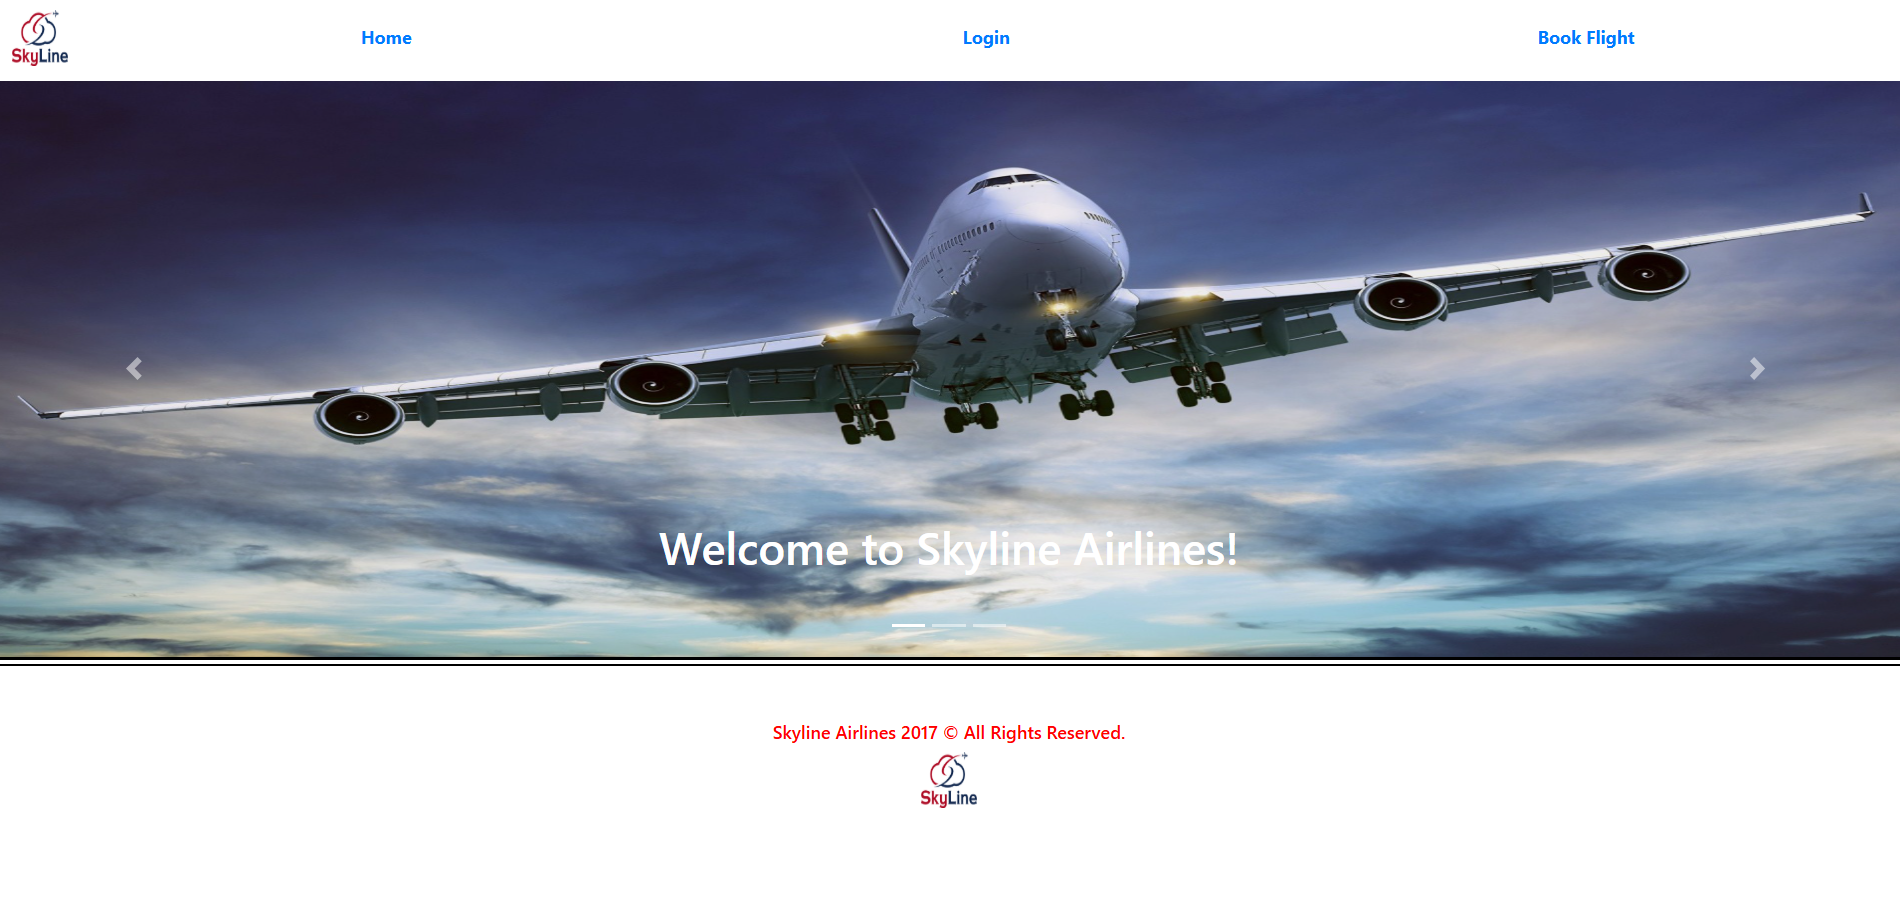 SkyLine
Home
Login
Book Flight
Welcome to Skyline Airlines!
Skyline Airlines 2017 © All Rights Reserved.
SkyLine